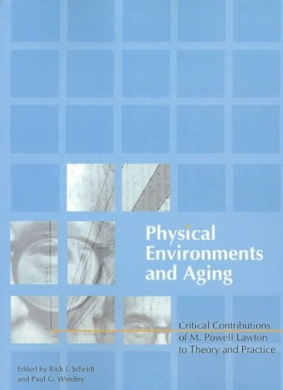 Physical
Environments
and Aging
Critical Contributions
of M. Powell Lawton
to Theory and Practice
Edited by Rick J. Scheidt
and Paul G. Windley